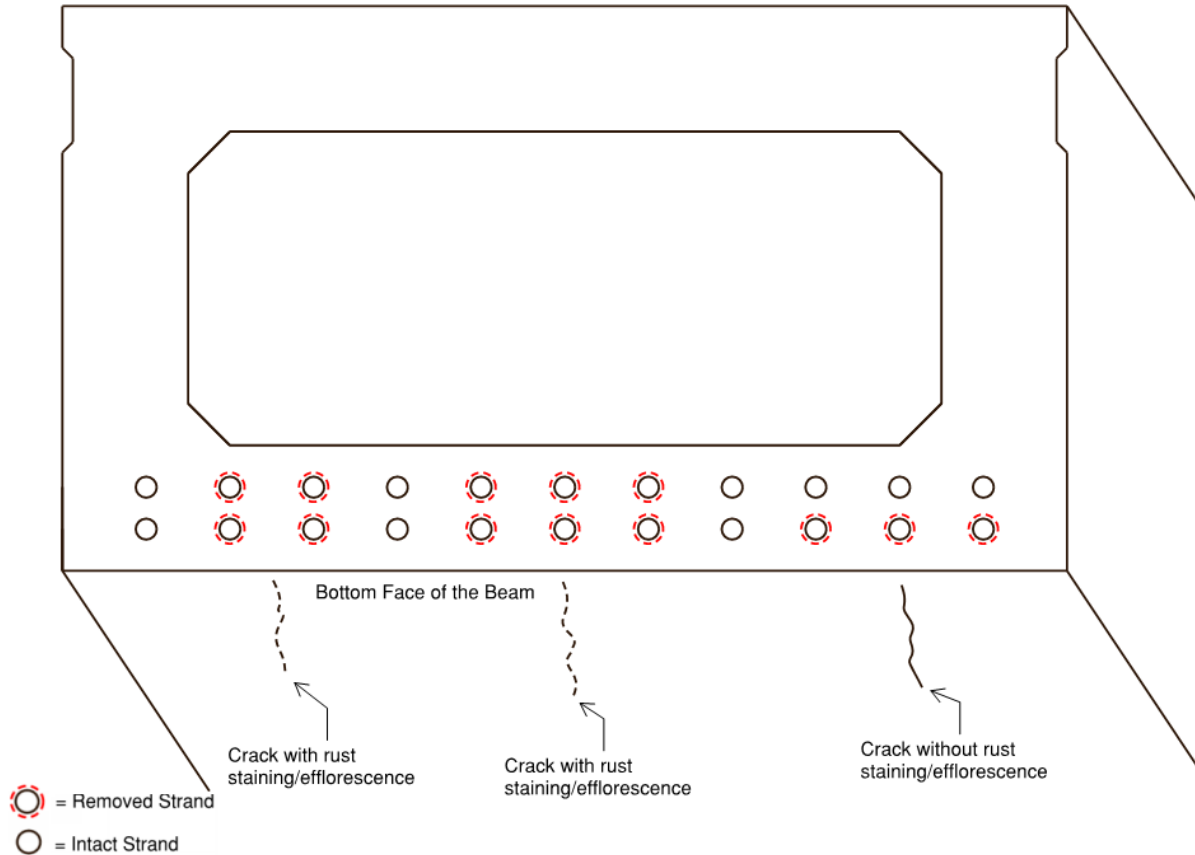 Bottom Face of the Beam
Crack with rust
staining/efflorescence
Crack with rust
staining/efflorescence
Crack without rust
staining/efflorescence
= Removed Strand
= Intact Strand